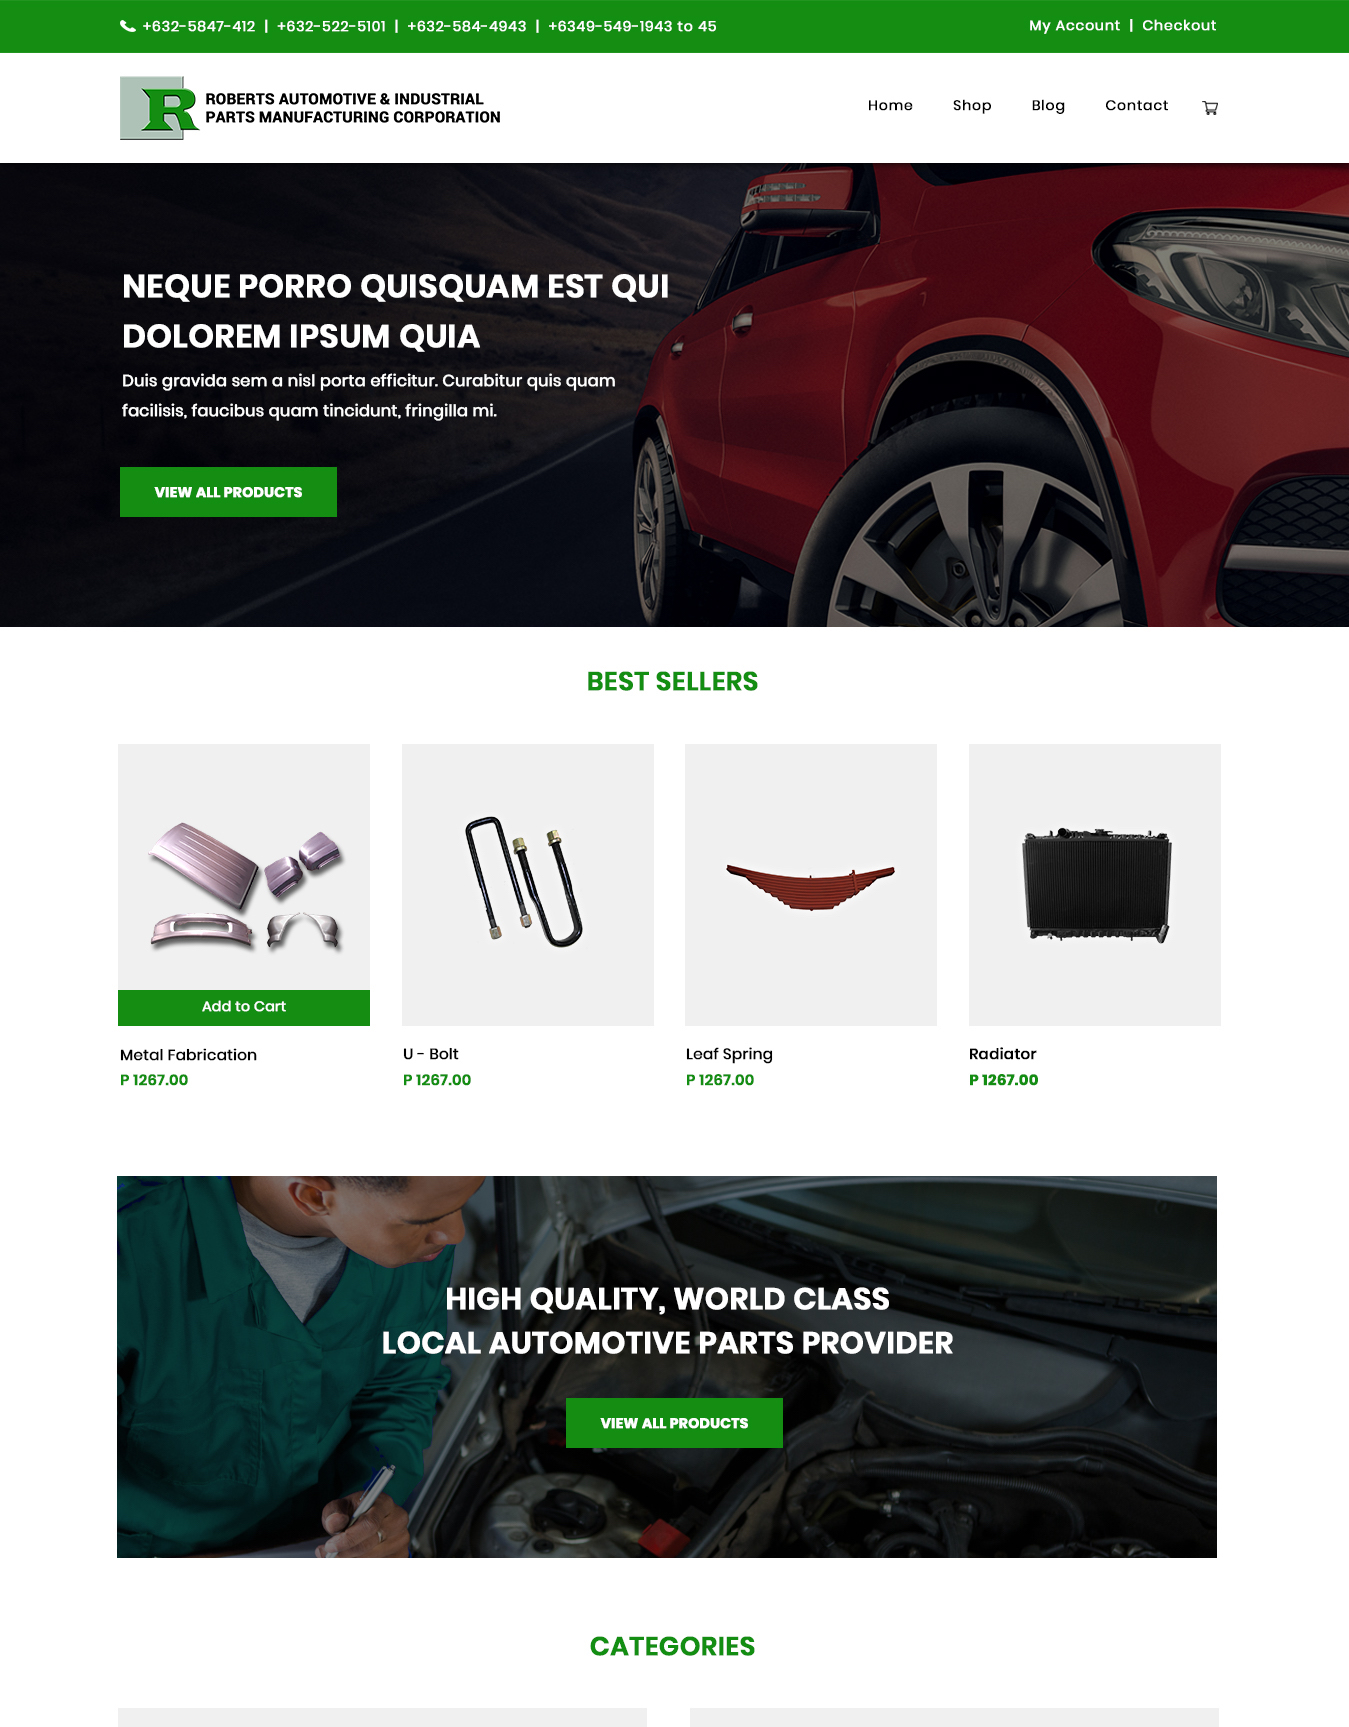 +632-5847-412 | +632-522-5101 | +632-584-4943 | +6349-549-1943 to 45
My Account | Checkout
R
ROBERTS AUTOMOTIVE & INDUSTRIAL
PARTS MANUFACTURING CORPORATION
Home Shop Blog Contact
NEQUE PORRO QUISQUAM EST QUI
DOLOREM IPSUM QUIA
Duis gravida sem a nisl porta efficitur. Curabitur quis quam
facilisis, faucibus quam tincidunt, fringilla mi.
VIEW ALL PRODUCTS
BEST SELLERS
Add to Cart
Metal Fabrication
P 1267.00
U - Bolt
P 1267.00
Leaf Spring
P 1267.00
Radiator
P 1267.00
HIGH QUALITY, WORLD CLASS
LOCAL AUTOMOTIVE PARTS PROVIDER
VIEW ALL PRODUCTS
CATEGORIES